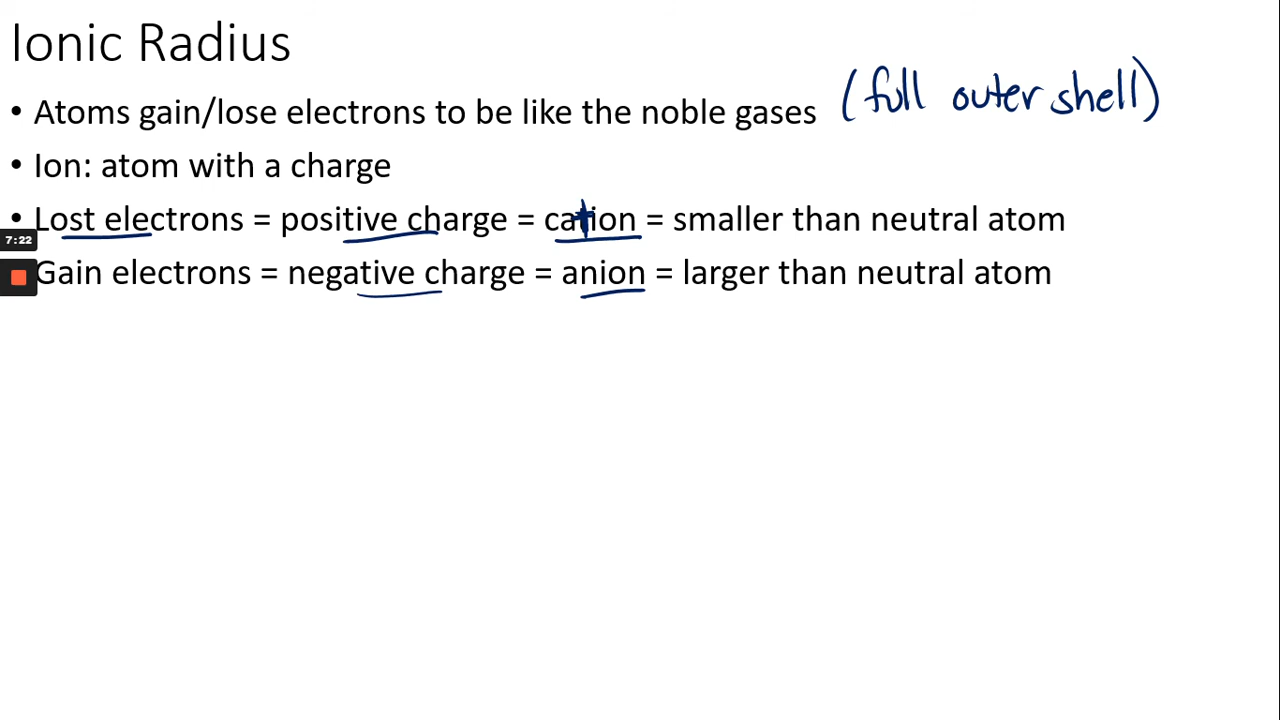 Ionic Radius
• Atoms gain/lose electrons to be like the noble gases (full outer shell)
• Ion: atom with a charge
• Lost electrons = positive charge = cation = smaller than neutral atom
7:22
Gain electrons = negative charge = anion = larger than neutral atom